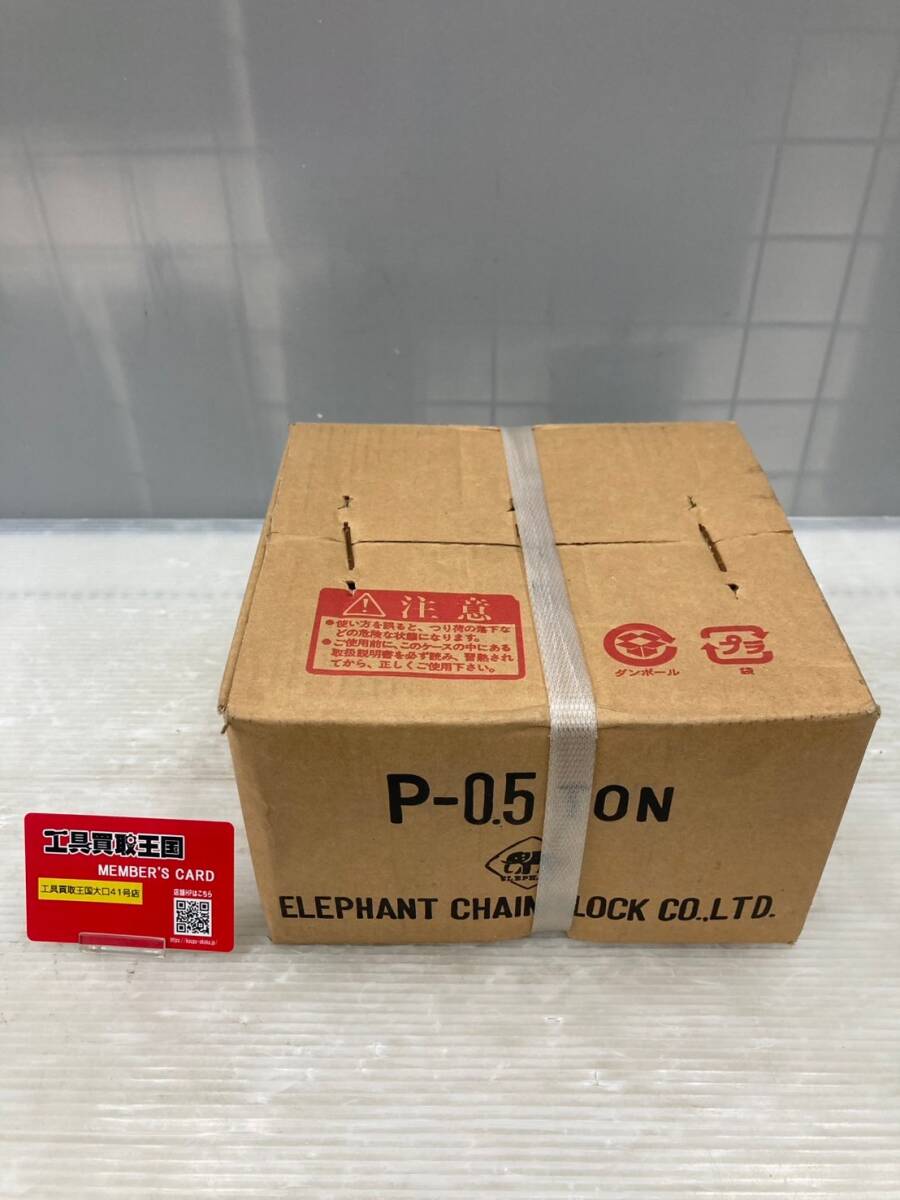 注意
●使い方を誤ると、つり荷の落下な
どの危険な状態になります。
●ご使用前に、このケースの中にある
取扱説明書を必ず読み、習熟され
てから、正しくご使用下さい。
ダンボール
プラ
袋
P-0.5 ON
ELEPHANT CHAIN LOCK CO.,LTD.
工具買取王国
MEMBER'S CARD
工具買取王国大口41号店
店舗HPはこちら